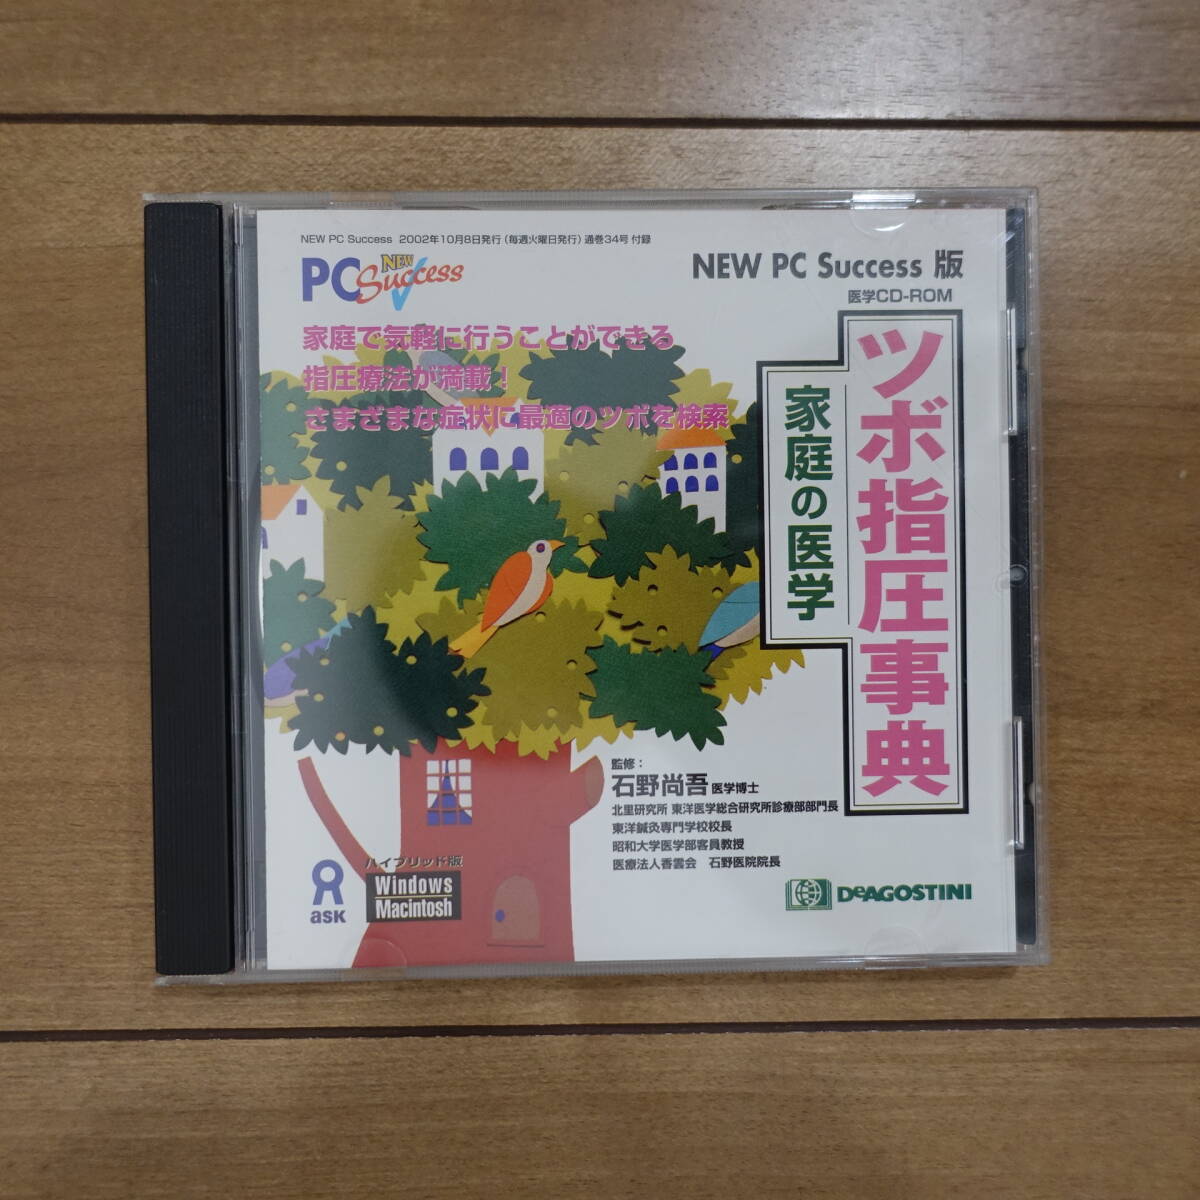 NEW PC Success 2002年10月8日発行(毎週火曜日発行)通巻34号 付録
PC NEW Success
NEW PC Success 版
医学CD-ROM
家庭で気軽に行うことができる
指圧療法が満載!
さまざまな症状に最適のツボを検索
ツボ指圧事典
家庭の医学
監修:
石野尚吾 医学博士
北里研究所 東洋医学総合研究所診療部部門長
東洋鍼灸専門学校校長
昭和大学医学部客員教授
医療法人香雲会 石野医院院長
ask
ハイブリッド版
Windows
Macintosh
DeAGOSTINI